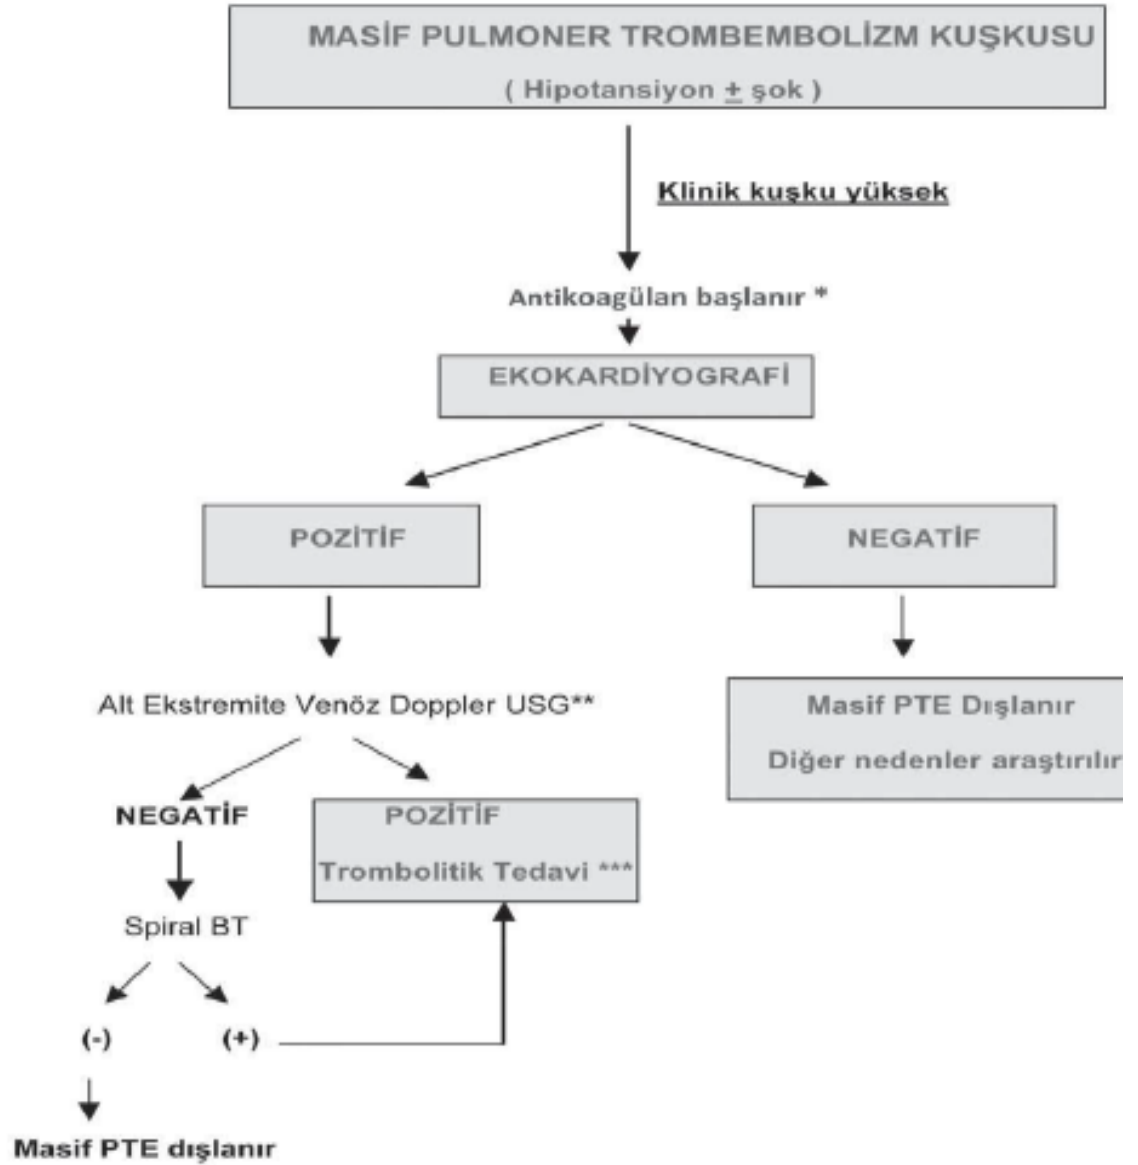 MASİF PULMONER TROMBEMBOLİZM KUŞKUSU
( Hipotansiyon ± şok )
Klinik kuşku yüksek
Antikoagülan başlanır *
EKOKARDİYOGRAFİ
POZİTİF
NEGATİF
Alt Ekstremite Venöz Doppler USG**
Masif PTE Dışlanır
Diğer nedenler araştırılır
NEGATİF
POZİTİF
Trombolitik Tedavi ***
Spiral BT
(-)
(+)
Masif PTE dışlanır